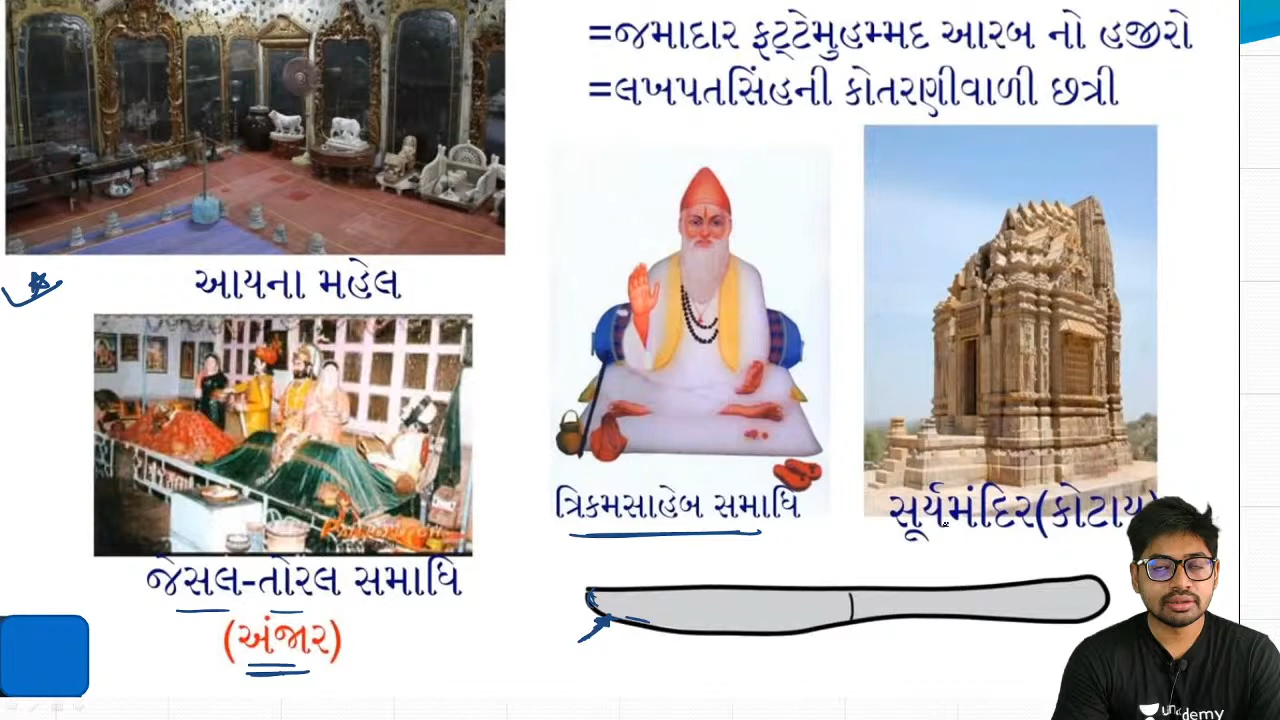 =જમાદાર ફટ્ટેમુહમ્મદ આરબ નો હજીરો
=લખપતસિંહની કોતરણીવાળી છત્રી
આયના મહેલ
ત્રિકમસાહેબ સમાધિ
સૂર્યમંદિર(કોટાય)
જેસલ-તોરલ સમાધિ
(અંજાર)